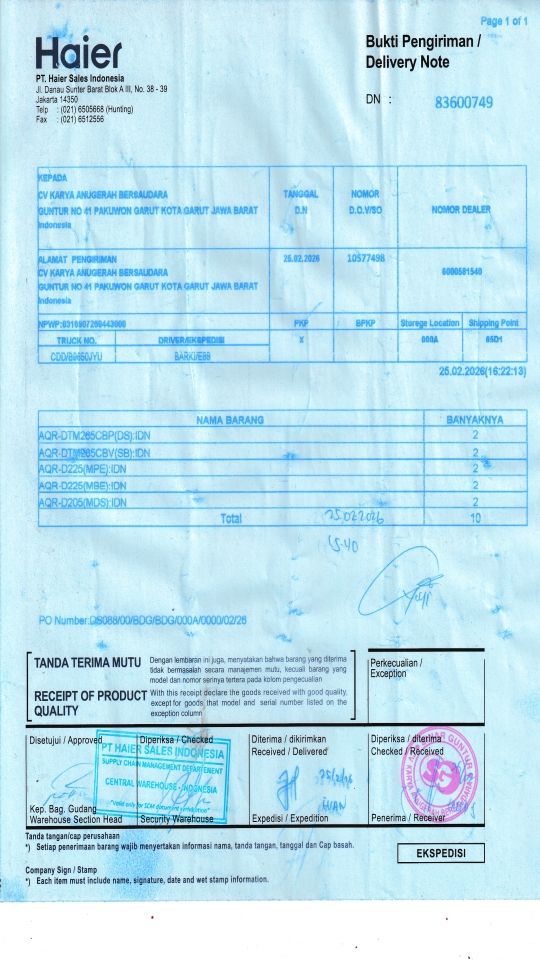 Page 1 of 1
Haier
Bukti Pengiriman /
Delivery Note
PT. Haier Sales Indonesia
Jl. Danau Sunter Barat Blok A III, No. 38 - 39
Jakarta 14350
Telp : (021) 6505668 (Hunting)
Fax : (021) 6512556
DN : 83600749
KEPADA
CV KARYA ANUGERAH BERSAUDARA
GUNTUR NO 41 PAKUWON GARUT KOTA GARUT JAWA BARAT
Indonesia
TANGGAL
D.N
NOMOR
D.O.V/SO
NOMOR DEALER
ALAMAT PENGIRIMAN
CV KARYA ANUGERAH BERSAUDARA
GUNTUR NO 41 PAKUWON GARUT KOTA GARUT JAWA BARAT
Indonesia
25.02.2026
10577498
6000581540
PKP BPKP Storege Location Shipping Point
TRUCK NO. DRIVER/EKSPEDISI X 000A 05D1
CDD/B9650JYU BARKI/E88
25.02.2026(16:22:13)
NAMA BARANG BANYAKNYA
AQR-DTM265CBP(DS):IDN 2
AQR-DTM265CBV(SB):IDN 2
AQR-D225(MPE):IDN 2
AQR-D225(MBE):IDN 2
AQR-D205(MDS):IDN 2
Total 10
25.02.2026
15.40
PO Number:DS088/00/BDG/BDG/000A/0000/02/26
TANDA TERIMA MUTU
Dengan lembaran ini juga, menyatakan bahwa barang yang diterima
tidak bermasalah secara manajemen mutu, kecuali barang yang
model dan nomor serinya tertera pada kolom pengecualian
RECEIPT OF PRODUCT
QUALITY
With this receipt declare the goods received with good quality,
except for goods that model and serial number listed on the
exception column
Perkecualian /
Exception
Disetujui / Approved
Diperiksa / Checked
Diterima / dikirimkan
Received / Delivered
Diperiksa / diterima
Checked / Received
PT HAIER SALES INDONESIA
SUPPLY CHAIN MANAGEMENT DEPARTEMENT
CENTRAL WAREHOUSE - INDONESIA
CV KARYA ANUGERAH BERSAUDARA
Kep. Bag. Gudang
Warehouse Section Head
Security Warehouse
Expedisi / Expedition
Penerima / Receiver
Tanda tangan/cap perusahaan
*) Setiap penerimaan barang wajib menyertakan informasi nama, tanda tangan, tanggal dan Cap basah.
EKSPEDISI
Company Sign / Stamp
*) Each item must include name, signature, date and wet stamp information.